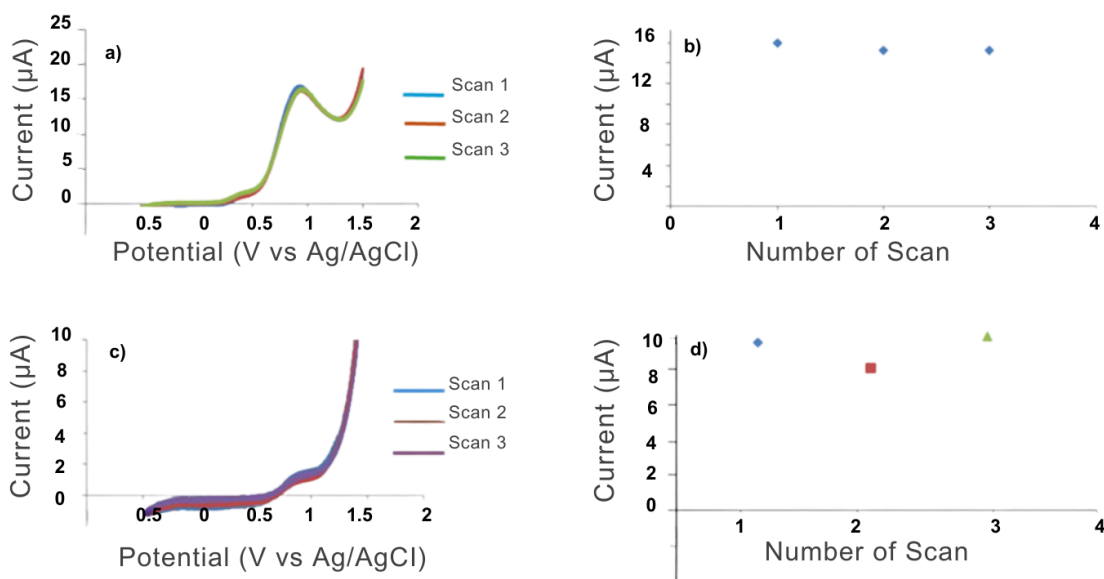 a)
Current (µA)
25
20
15
10
5
0
0.5 0 0.5 1 1.5 2
Potential (V vs Ag/AgCl)
Scan 1
Scan 2
Scan 3
b)
Current (µA)
16
12
8
4
0 1 2 3 4
Number of Scan
c)
Current (µA)
10
8
6
4
2
0
0.5 0 0.5 1 1.5 2
Potential (V vs Ag/AgCl)
Scan 1
Scan 2
Scan 3
d)
Current (µA)
10
8
6
4
2
0
1 2 3 4
Number of Scan